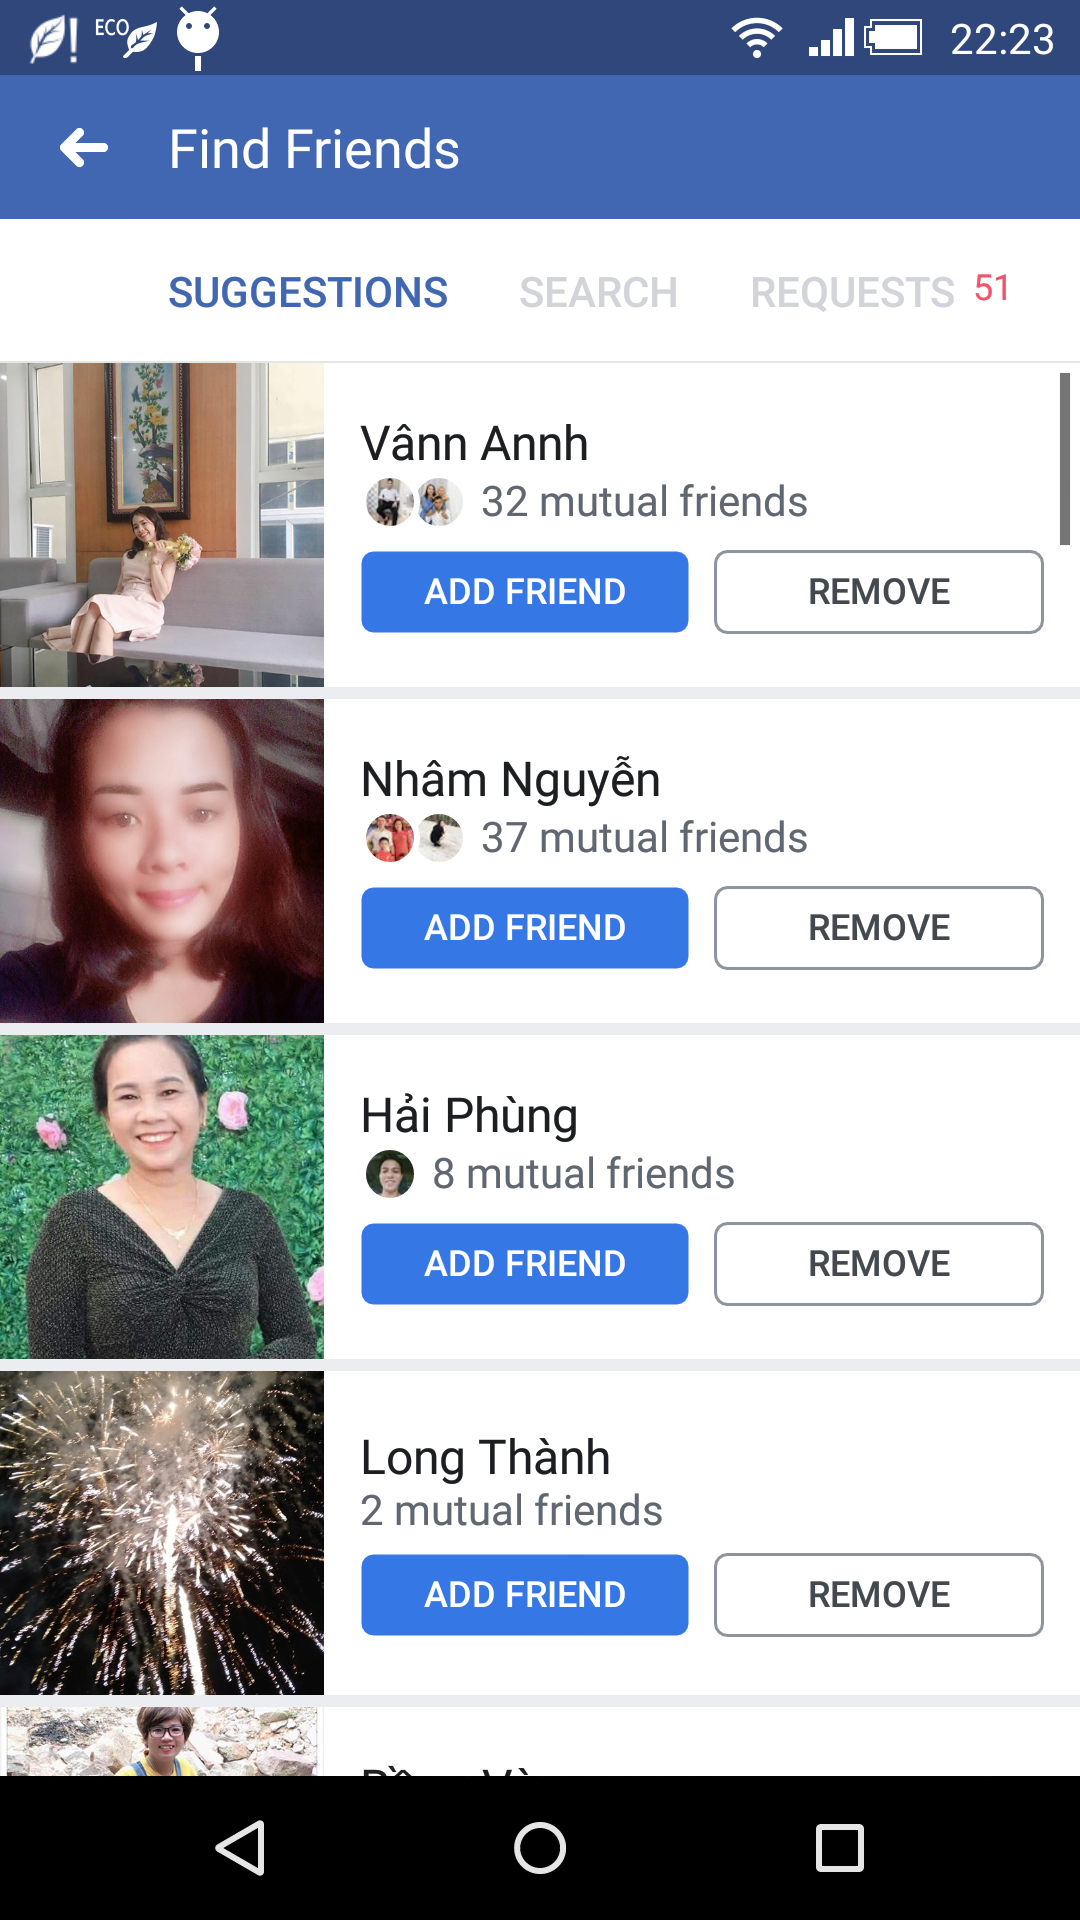 ECO 22:23
Find Friends
SUGGESTIONS SEARCH REQUESTS 51
Vânn Annh
32 mutual friends
ADD FRIEND REMOVE
Nhâm Nguyễn
37 mutual friends
ADD FRIEND REMOVE
Hải Phùng
8 mutual friends
ADD FRIEND REMOVE
Long Thành
2 mutual friends
ADD FRIEND REMOVE